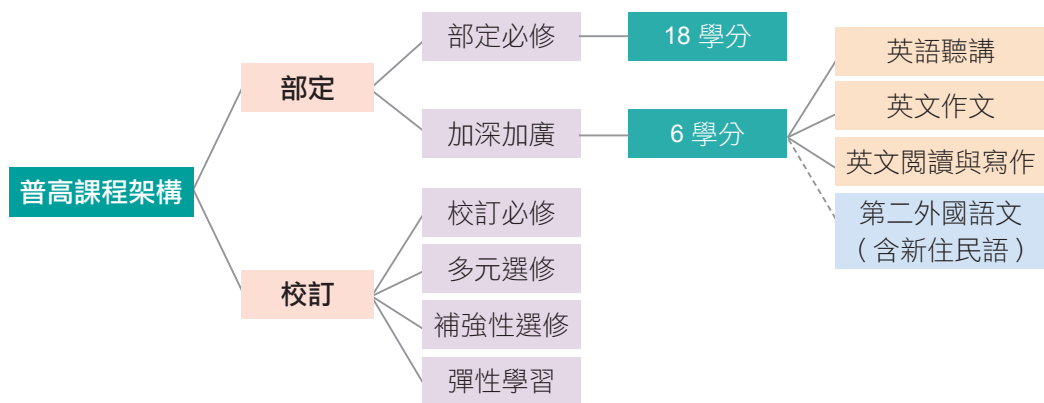 普高課程架構
部定
部定必修
18 學分
加深加廣
6 學分
英語聽講
英文作文
英文閱讀與寫作
第二外國語文
（含新住民語）
校訂
校訂必修
多元選修
補強性選修
彈性學習